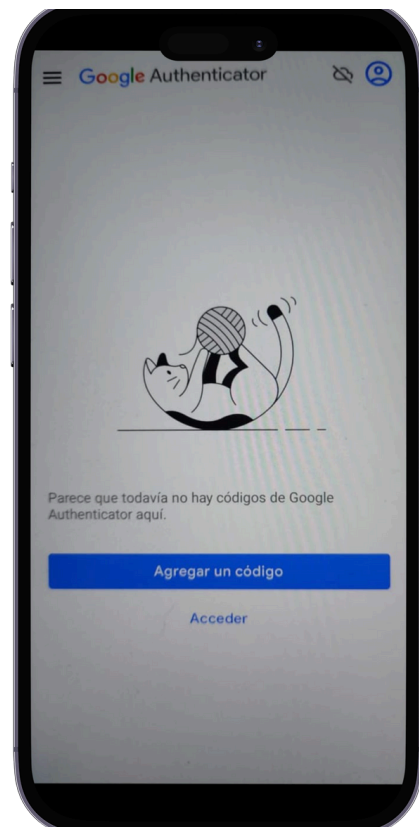 Google Authenticator
Parece que todavía no hay códigos de Google
Authenticator aquí.
Agregar un código
Acceder